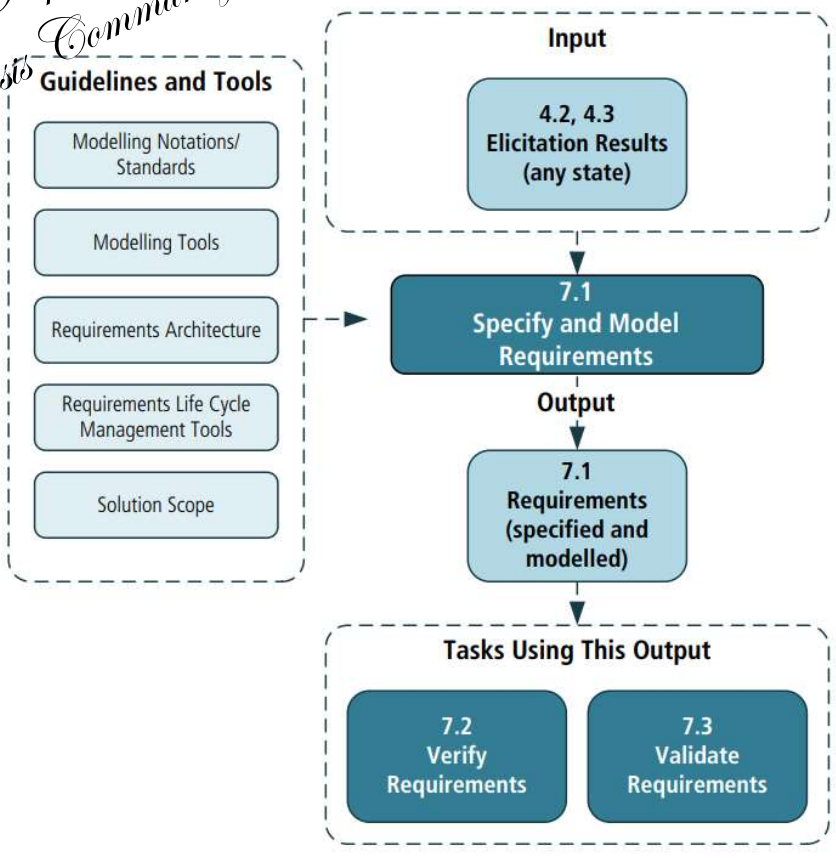 sis Community
Guidelines and Tools
Modelling Notations/
Standards
Modelling Tools
Requirements Architecture
Requirements Life Cycle
Management Tools
Solution Scope
Input
4.2, 4.3
Elicitation Results
(any state)
7.1
Specify and Model
Requirements
Output
7.1
Requirements
(specified and
modelled)
Tasks Using This Output
7.2
Verify
Requirements
7.3
Validate
Requirements